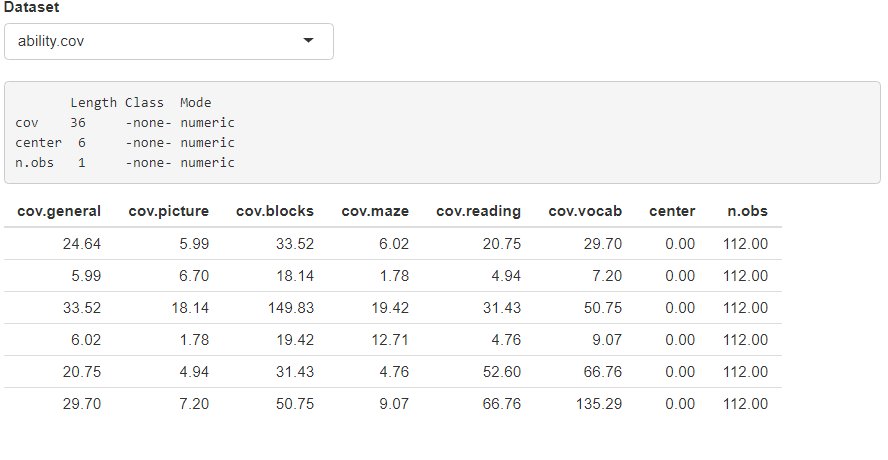 Dataset
ability.cov
Length Class Mode
cov 36 -none- numeric
center 6 -none- numeric
n.obs 1 -none- numeric
cov.general cov.picture cov.blocks cov.maze cov.reading cov.vocab center n.obs
24.64 5.99 33.52 6.02 20.75 29.70 0.00 112.00
5.99 6.70 18.14 1.78 4.94 7.20 0.00 112.00
33.52 18.14 149.83 19.42 31.43 50.75 0.00 112.00
6.02 1.78 19.42 12.71 4.76 9.07 0.00 112.00
20.75 4.94 31.43 4.76 52.60 66.76 0.00 112.00
29.70 7.20 50.75 9.07 66.76 135.29 0.00 112.00